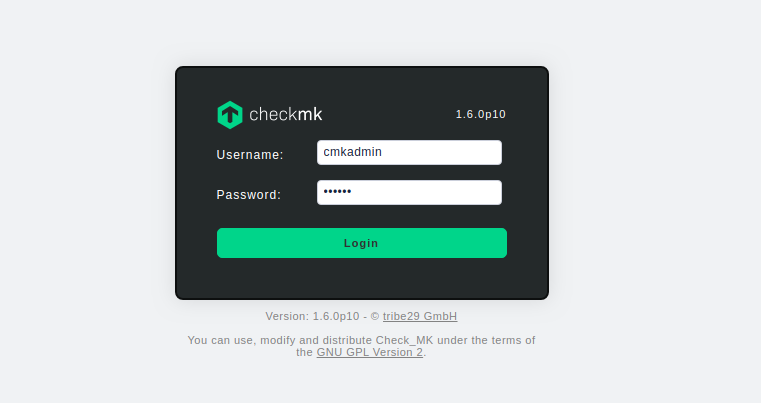 checkmk 1.6.0p10
Username: cmkadmin
Password: ••••••
Login
Version: 1.6.0p10 - © tribe29 GmbH
You can use, modify and distribute Check_MK under the terms of
the GNU GPL Version 2.